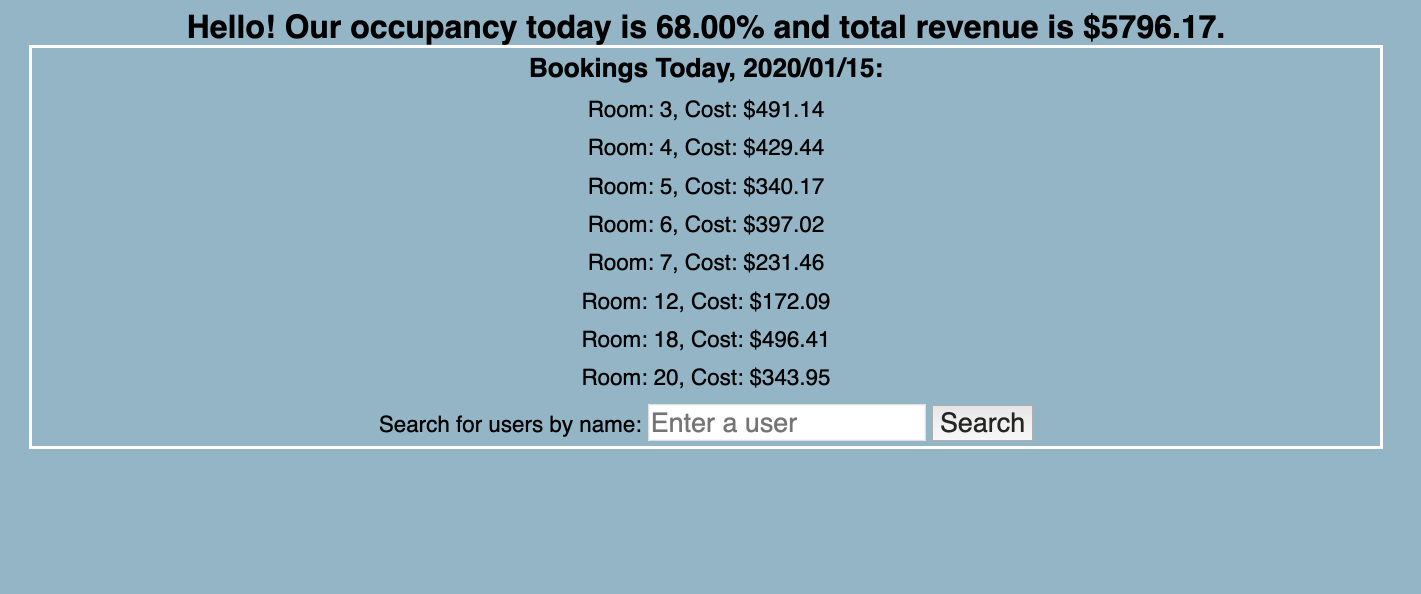 Hello! Our occupancy today is 68.00% and total revenue is $5796.17.
Bookings Today, 2020/01/15:
Room: 3, Cost: $491.14
Room: 4, Cost: $429.44
Room: 5, Cost: $340.17
Room: 6, Cost: $397.02
Room: 7, Cost: $231.46
Room: 12, Cost: $172.09
Room: 18, Cost: $496.41
Room: 20, Cost: $343.95
Search for users by name: Enter a user Search